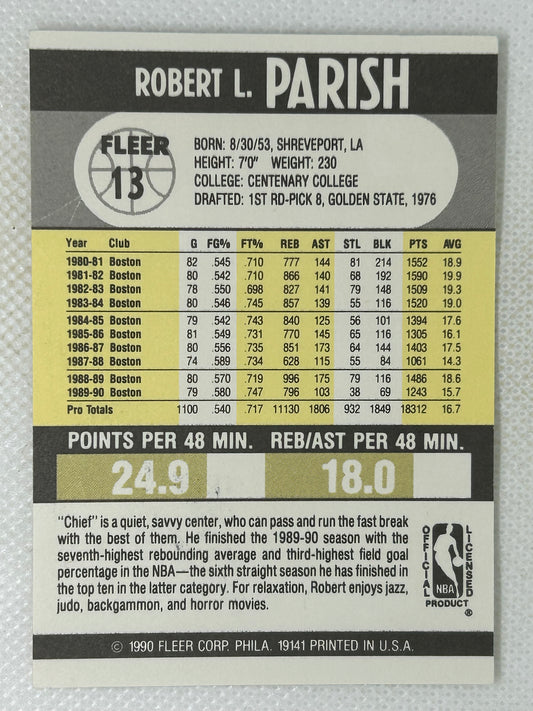 ROBERT L. PARISH
FLEER
13
BORN: 8/30/53, SHREVEPORT, LA
HEIGHT: 7'0" WEIGHT: 230
COLLEGE: CENTENARY COLLEGE
DRAFTED: 1ST RD-PICK 8, GOLDEN STATE, 1976
Year Club G FG% FT% REB AST STL BLK PTS AVG
1980-81 Boston 82 .545 .710 777 144 81 214 1552 18.9
1981-82 Boston 80 .542 .710 866 140 68 192 1590 19.9
1982-83 Boston 78 .550 .698 827 141 79 148 1509 19.3
1983-84 Boston 80 .546 .745 857 139 55 116 1520 19.0
1984-85 Boston 79 .542 .743 840 125 56 101 1394 17.6
1985-86 Boston 81 .549 .731 770 145 65 116 1305 16.1
1986-87 Boston 80 .556 .735 851 173 64 144 1403 17.5
1987-88 Boston 74 .589 .734 628 115 55 84 1061 14.3
1988-89 Boston 80 .570 .719 996 175 79 116 1486 18.6
1989-90 Boston 79 .580 .747 796 103 38 69 1243 15.7
Pro Totals 1100 .540 .717 11130 1806 932 1849 18312 16.7
POINTS PER 48 MIN. REB/AST PER 48 MIN.
24.9 18.0
"Chief" is a quiet, savvy center, who can pass and run the fast break
with the best of them. He finished the 1989-90 season with the
seventh-highest rebounding average and third-highest field goal
percentage in the NBA—the sixth straight season he has finished in
the top ten in the latter category. For relaxation, Robert enjoys jazz,
judo, backgammon, and horror movies.
OFFICIAL
LICENSED
NBA
PRODUCT
®
© 1990 FLEER CORP. PHILA. 19141 PRINTED IN U.S.A.